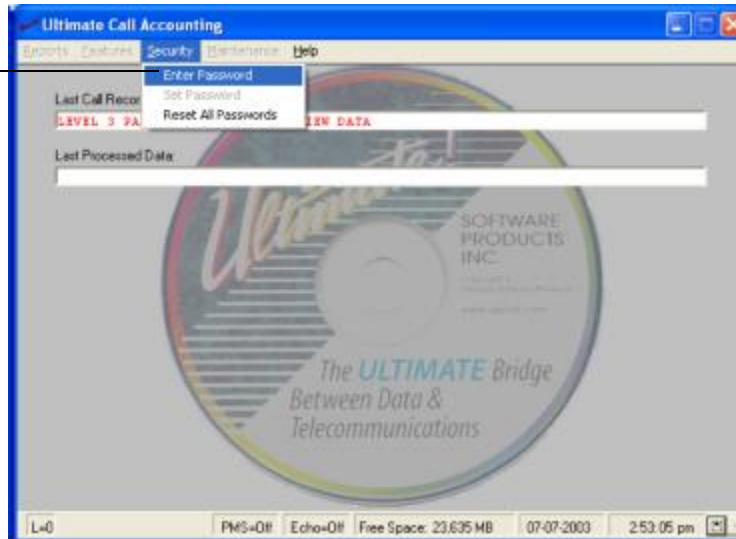 Ultimate Call Accounting
Reports Features Security Maintenance Help
Enter Password
Set Password
Reset All Passwords
Last Call Recor
LEVEL 3 PA IEW DATA
Last Processed Data:
Ultimate
SOFTWARE
PRODUCTS
INC.
The ULTIMATE Bridge
Between Data &
Telecommunications
L=0 PMS=Off Echo=Off Free Space: 23,635 MB 07-07-2003 2:53:05 pm